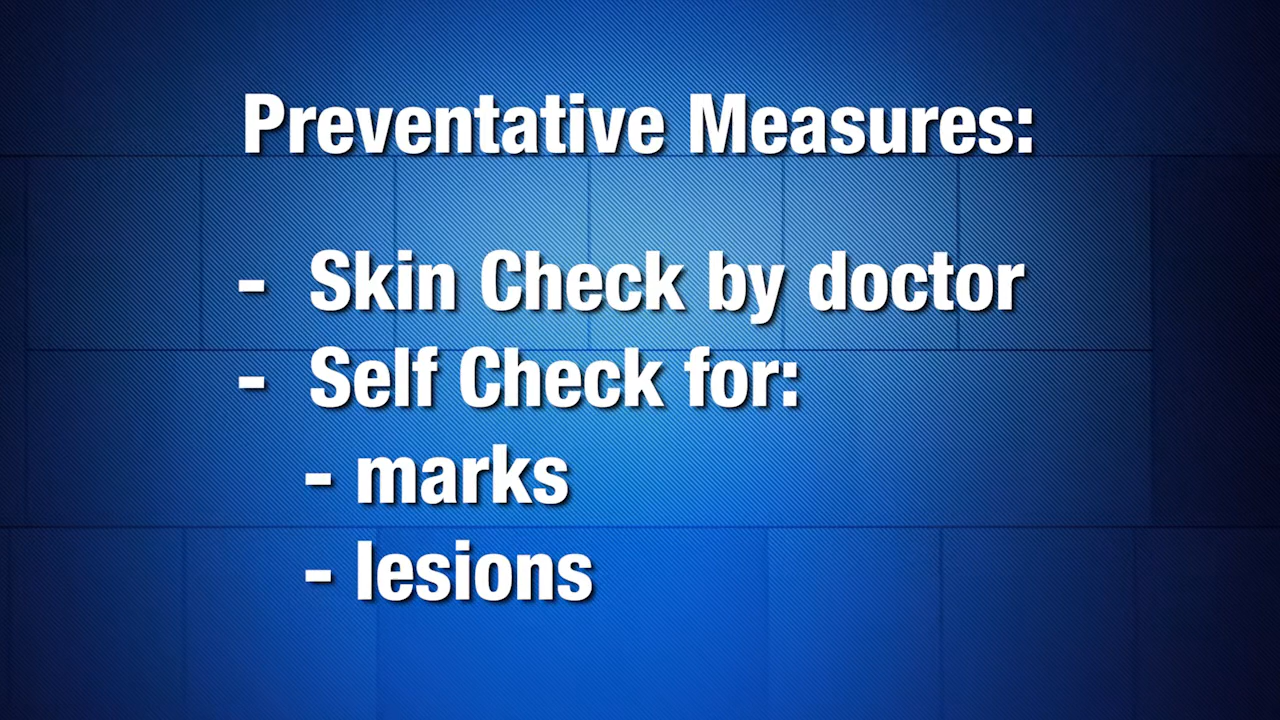 Preventative Measures:
- Skin Check by doctor
- Self Check for:
- marks
- lesions